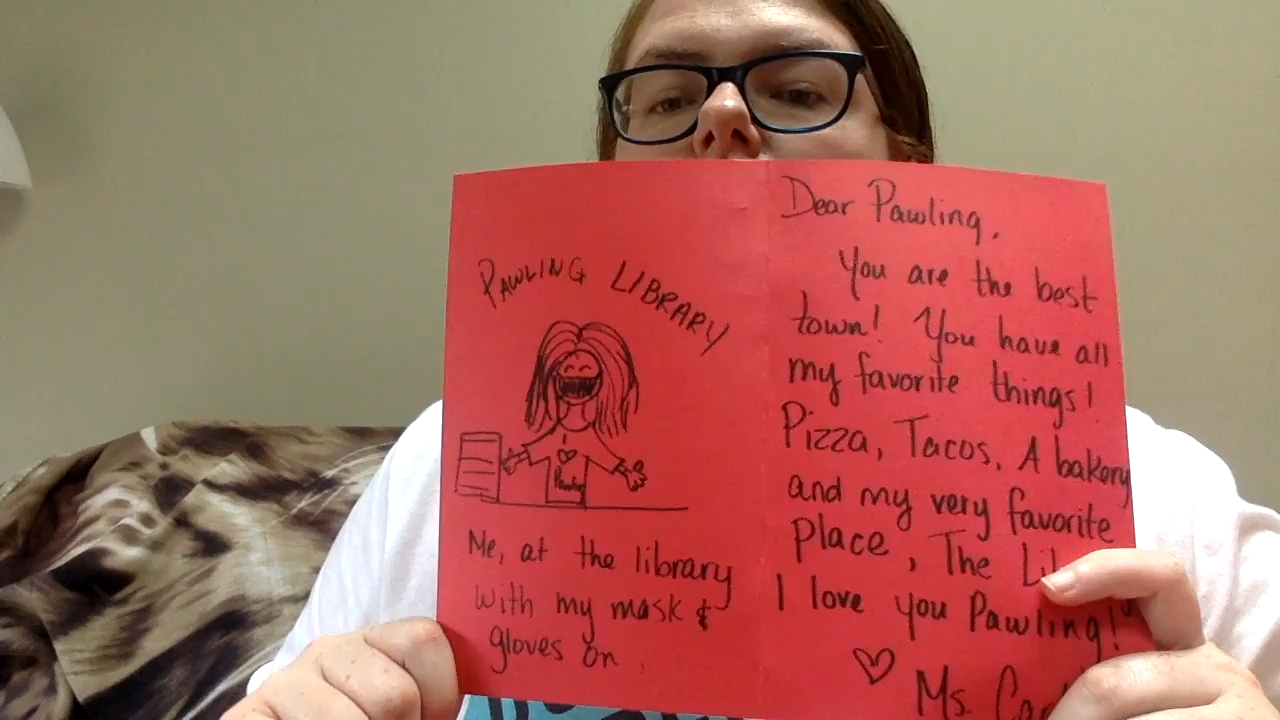 PAWLING LIBRARY
Me, at the library
with my mask &
gloves on.
Dear Pawling,
You are the best
town! You have all
my favorite things!
Pizza, Tacos, A bakery
and my very favorite
Place, The
I love you Pawling!
Ms.